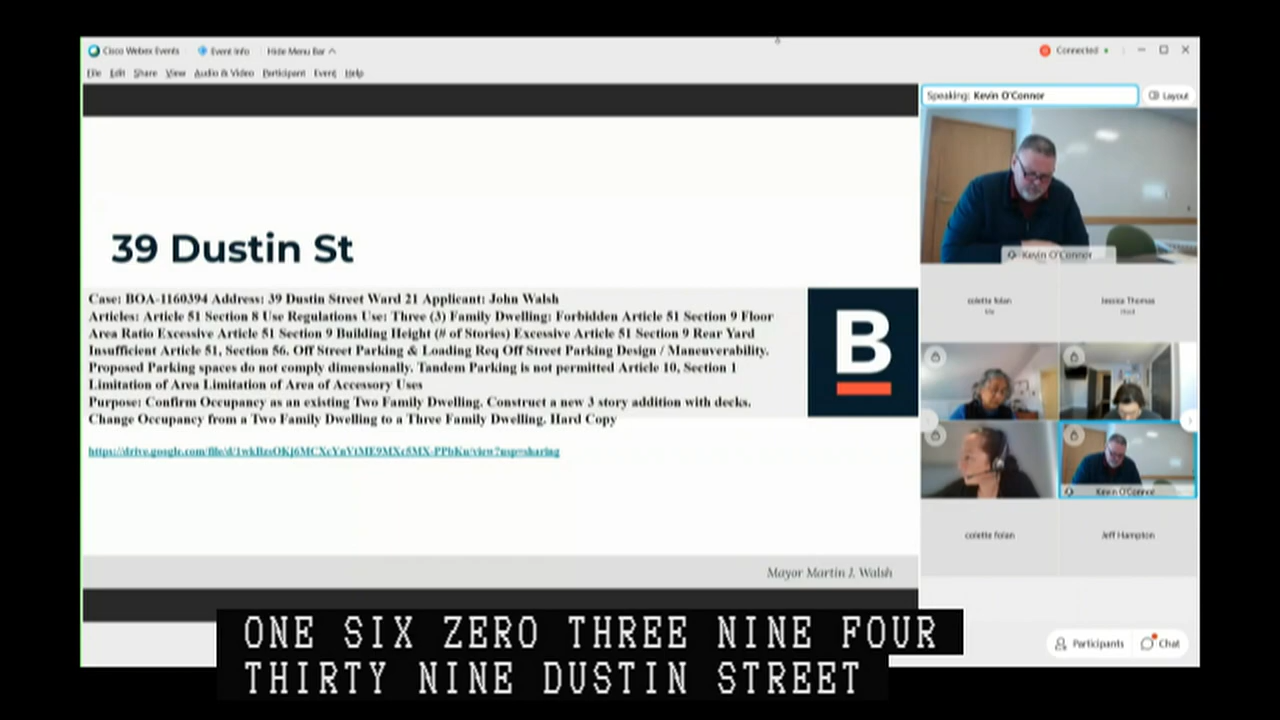 Cisco Webex Events Event Info Hide Menu Bar
Connected
File Edit Share View Audio & Video Participant Event Help
Speaking: Kevin O'Connor
Layout
39 Dustin St
Case: BOA-1160394 Address: 39 Dustin Street Ward 21 Applicant: John Walsh
Articles: Article 51 Section 8 Use Regulations Use: Three (3) Family Dwelling: Forbidden Article 51 Section 9 Floor
Area Ratio Excessive Article 51 Section 9 Building Height (# of Stories) Excessive Article 51 Section 9 Rear Yard
Insufficient Article 51, Section 56. Off Street Parking & Loading Req Off Street Parking Design / Maneuverability.
Proposed Parking spaces do not comply dimensionally. Tandem Parking is not permitted Article 10, Section 1
Limitation of Area Limitation of Area of Accessory Uses
Purpose: Confirm Occupancy as an existing Two Family Dwelling. Construct a new 3 story addition with decks.
Change Occupancy from a Two Family Dwelling to a Three Family Dwelling. Hard Copy
B
Mayor Martin J. Walsh
Kevin O'Connor
colette folan
Me
Jessica Thomas
Host
Kevin O'Connor
colette folan
Jeff Hampton
Participants
Chat
ONE SIX ZERO THREE NINE FOUR
THIRTY NINE DUSTIN STREET